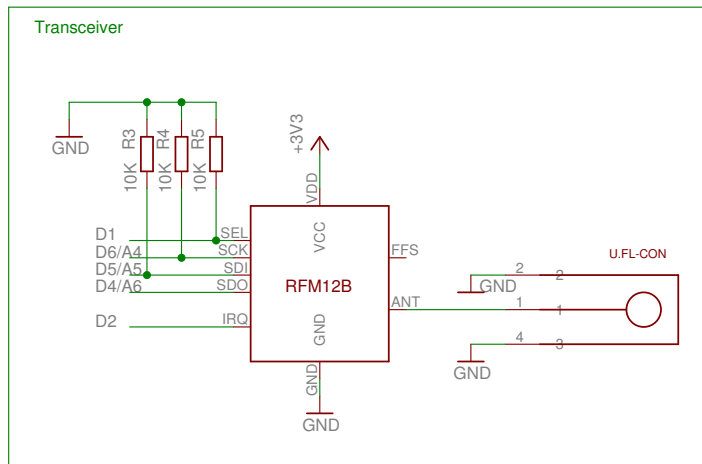 Transceiver
GND
10K R3
10K R4
10K R5
+3V3
VDD
VCC
D1 SEL
D6/A4 SCK
D5/A5 SDI
D4/A6 SDO
D2 IRQ
RFM12B
FFS
ANT
GND
GND
GND
U.FL-CON
2 2
GND
1 1
4 3
GND